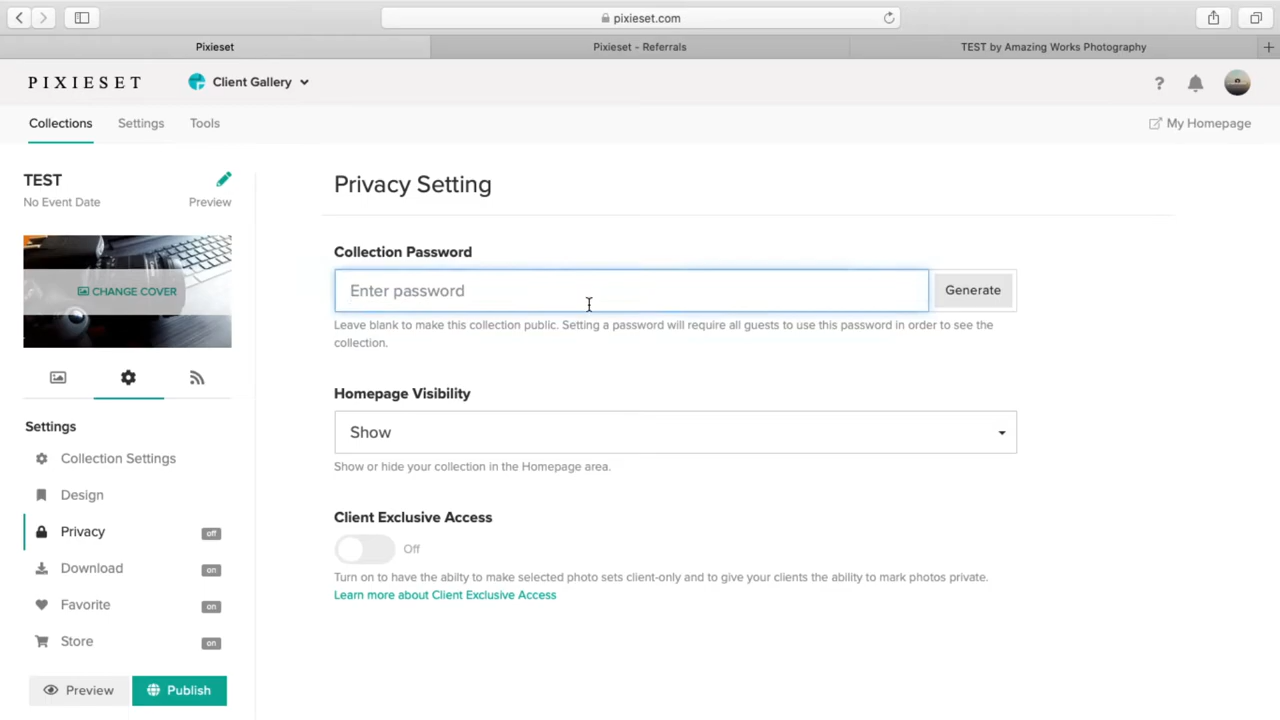 pixieset.com
Pixieset
Pixieset - Referrals
TEST by Amazing Works Photography
PIXIESET
Client Gallery
?
Collections
Settings
Tools
My Homepage
TEST
No Event Date
Preview
CHANGE COVER
Settings
Collection Settings
Design
Privacy
off
Download
on
Favorite
on
Store
on
Preview
Publish
Privacy Setting
Collection Password
Enter password
Generate
Leave blank to make this collection public. Setting a password will require all guests to use this password in order to see the
collection.
Homepage Visibility
Show
Show or hide your collection in the Homepage area.
Client Exclusive Access
Off
Turn on to have the abilty to make selected photo sets client-only and to give your clients the ability to mark photos private.
Learn more about Client Exclusive Access